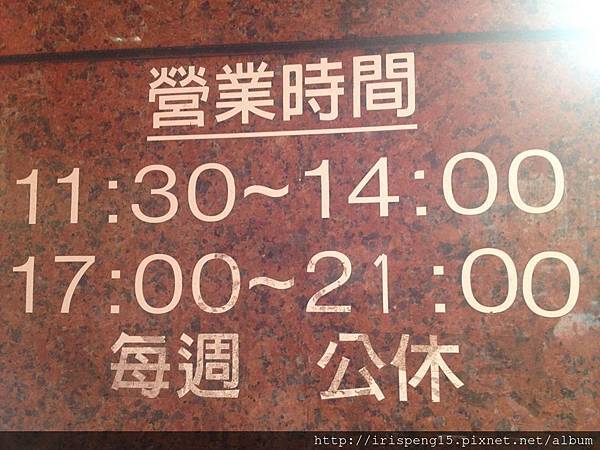 營業時間
11:30~14:00
17:00~21:00
每週 公休
http://irispeng15.pixnet.net/album